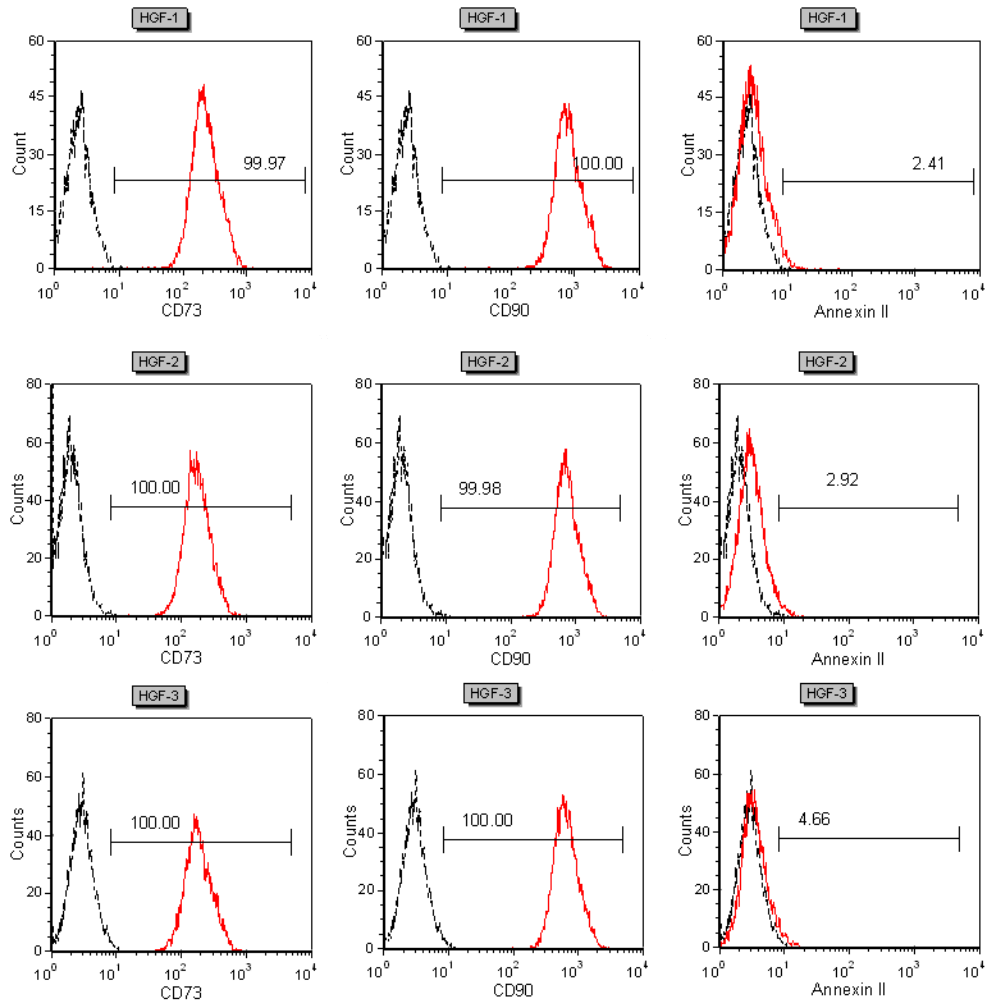 HGF-1 HGF-1 HGF-1
60 60 60
45 45 45
Count Count Count
99.97 100.00 2.41
30 30 30
15 15 15
0 0 0
10^0 10^1 10^2 10^3 10^4 10^0 10^1 10^2 10^3 10^4 10^0 10^1 10^2 10^3 10^4
CD73 CD90 Annexin II
HGF-2 HGF-2 HGF-2
80 80 80
60 60 60
Counts Counts Counts
100.00 99.98 2.92
40 40 40
20 20 20
0 0 0
10^0 10^1 10^2 10^3 10^4 10^0 10^1 10^2 10^3 10^4 10^0 10^1 10^2 10^3 10^4
CD73 CD90 Annexin II
HGF-3 HGF-3 HGF-3
80 80 80
60 60 60
Counts Counts Counts
100.00 100.00 4.66
40 40 40
20 20 20
0 0 0
10^0 10^1 10^2 10^3 10^4 10^0 10^1 10^2 10^3 10^4 10^0 10^1 10^2 10^3 10^4
CD73 CD90 Annexin II